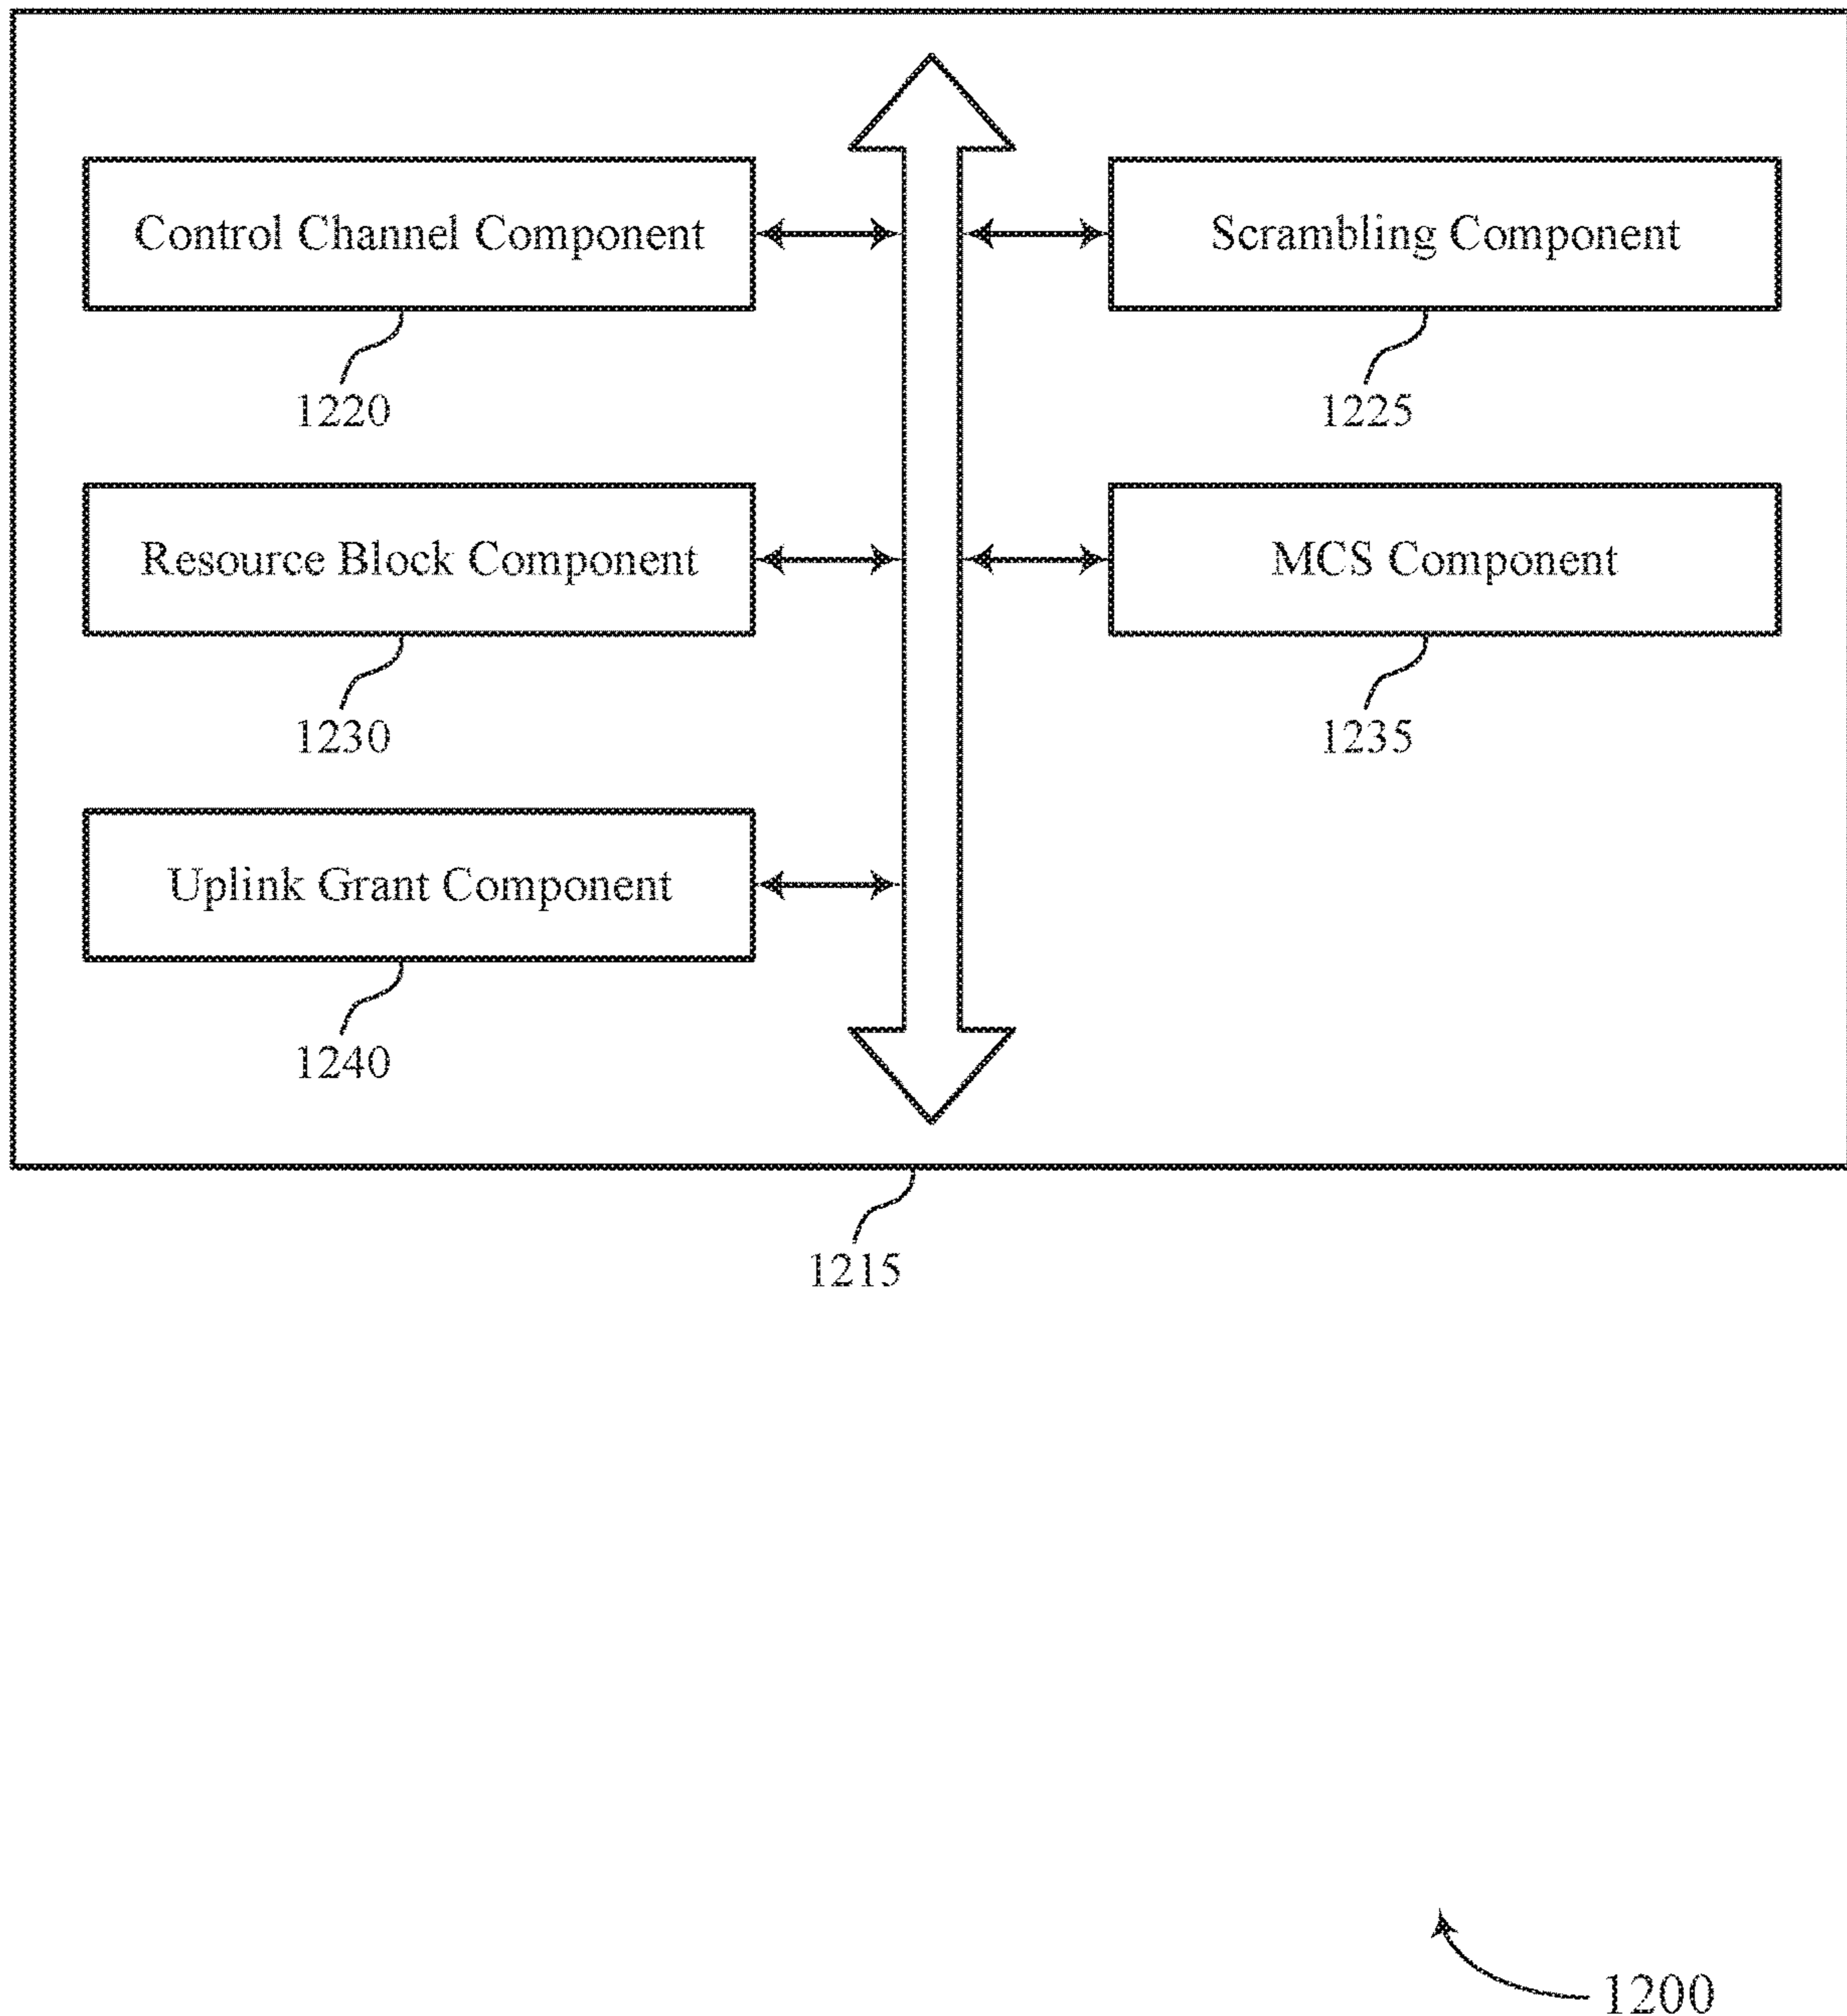 Control Channel Component
Scrambling Component
1220
1225
Resource Block Component
MCS Component
1230
1235
Uplink Grant Component
1240
1215
1200